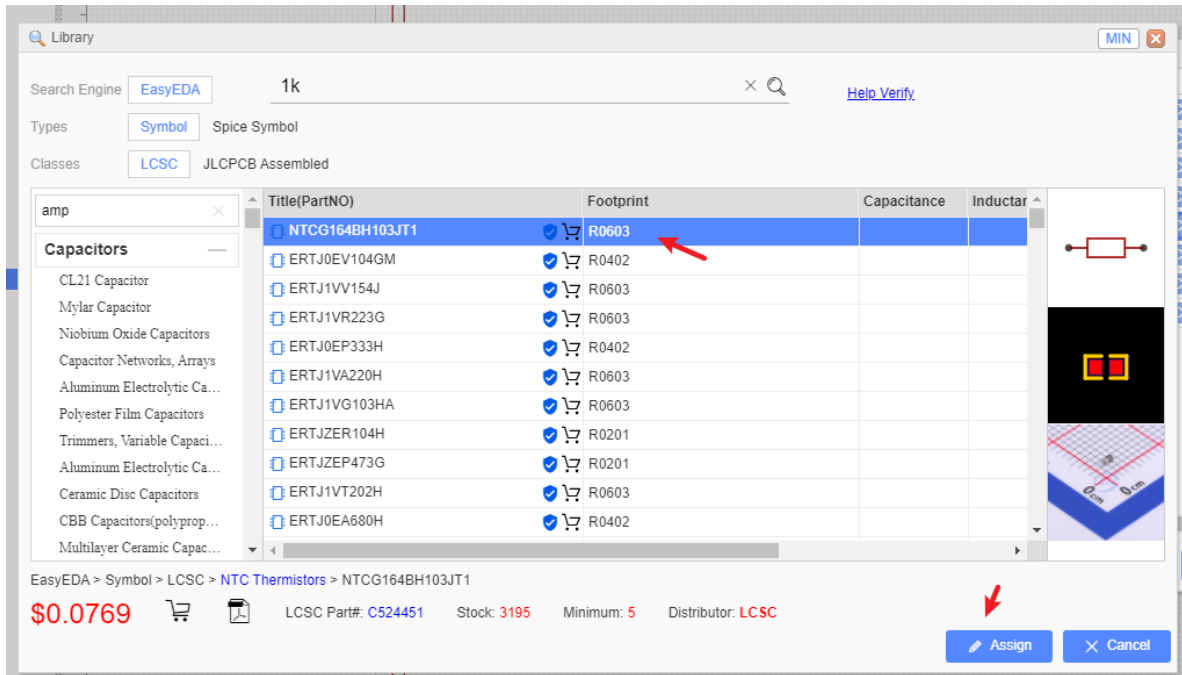 Library MIN
Search Engine EasyEDA 1k Help Verify
Types Symbol Spice Symbol
Classes LCSC JLCPCB Assembled
amp
Capacitors
CL21 Capacitor
Mylar Capacitor
Niobium Oxide Capacitors
Capacitor Networks, Arrays
Aluminum Electrolytic Ca...
Polyester Film Capacitors
Trimmers, Variable Capaci...
Aluminum Electrolytic Ca...
Ceramic Disc Capacitors
CBB Capacitors(polyprop...
Multilayer Ceramic Capac...
Title(PartNO) Footprint Capacitance Inductar
NTCG164BH103JT1 R0603
ERTJ0EV104GM R0402
ERTJ1VV154J R0603
ERTJ1VR223G R0603
ERTJ0EP333H R0402
ERTJ1VA220H R0603
ERTJ1VG103HA R0603
ERTJZER104H R0201
ERTJZEP473G R0201
ERTJ1VT202H R0603
ERTJ0EA680H R0402
0cm 0cm
EasyEDA > Symbol > LCSC > NTC Thermistors > NTCG164BH103JT1
$0.0769 LCSC Part#: C524451 Stock: 3195 Minimum: 5 Distributor: LCSC
Assign Cancel